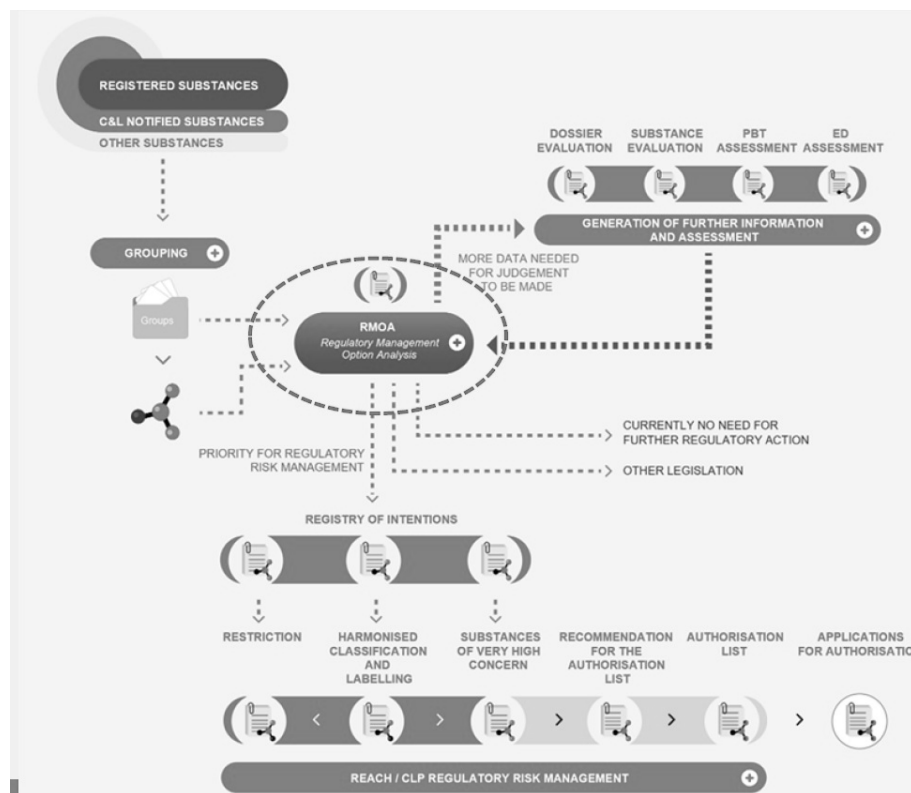 REGISTERED SUBSTANCES
C&L NOTIFIED SUBSTANCES
OTHER SUBSTANCES
DOSSIER
EVALUATION
SUBSTANCE
EVALUATION
PBT
ASSESSMENT
ED
ASSESSMENT
GENERATION OF FURTHER INFORMATION
AND ASSESSMENT
GROUPING
MORE DATA NEEDED
FOR JUDGEMENT
TO BE MADE
Groups
RMOA
Regulatory Management
Option Analysis
CURRENTLY NO NEED FOR
FURTHER REGULATORY ACTION
PRIORITY FOR REGULATORY
RISK MANAGEMENT
OTHER LEGISLATION
REGISTRY OF INTENTIONS
RESTRICTION
HARMONISED
CLASSIFICATION
AND
LABELLING
SUBSTANCES
OF VERY HIGH
CONCERN
RECOMMENDATION
FOR THE
AUTHORISATION
LIST
AUTHORISATION
LIST
APPLICATIONS
FOR AUTHORISATIO
REACH / CLP REGULATORY RISK MANAGEMENT